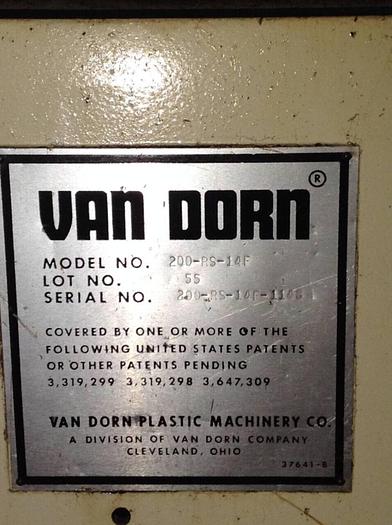 VAN DORN®
MODEL NO. 200-RS-14F
LOT NO. 55
SERIAL NO.
COVERED BY ONE OR MORE OF THE
FOLLOWING UNITED STATES PATENTS
OR OTHER PATENTS PENDING
3,319,299 3,319,298 3,647,309
VAN DORN PLASTIC MACHINERY CO.
A DIVISION OF VAN DORN COMPANY
CLEVELAND, OHIO
37641-B